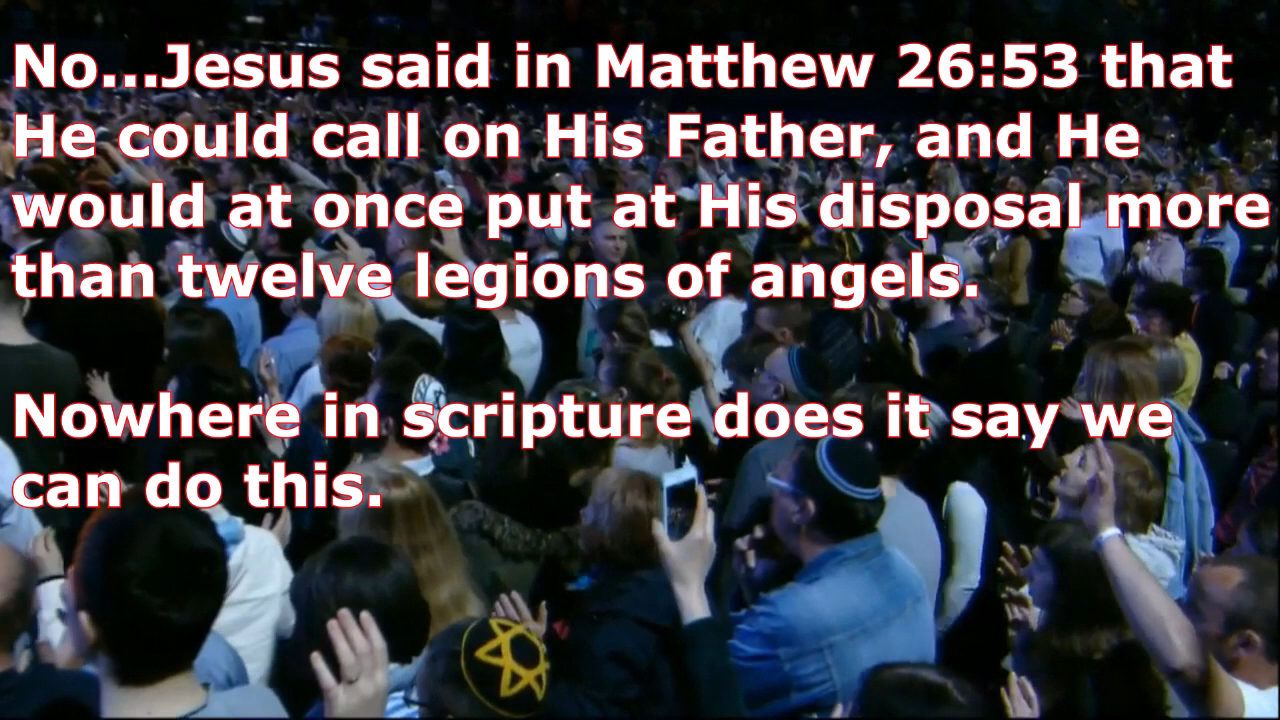 No...Jesus said in Matthew 26:53 that
He could call on His Father, and He
would at once put at His disposal more
than twelve legions of angels.
Nowhere in scripture does it say we
can do this.